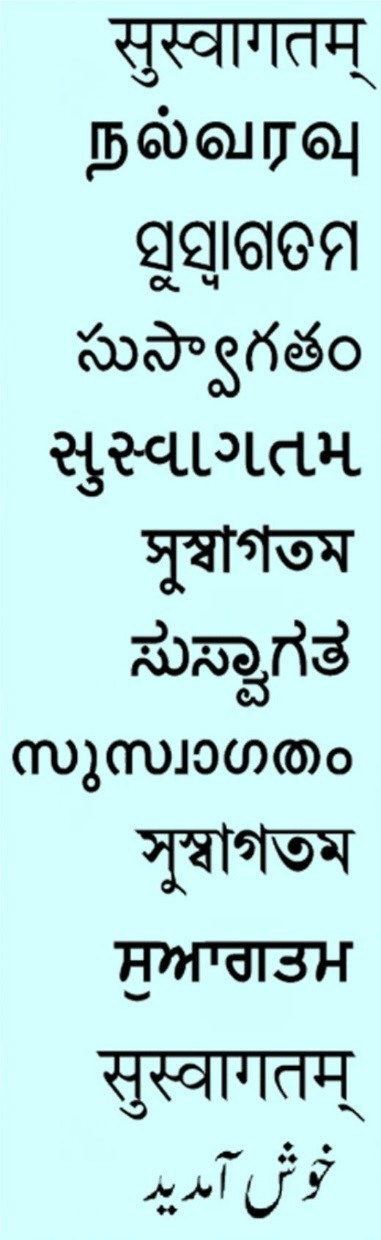 सुस्वागतम्
நல்வரவு
ସୁସ୍ୱାଗତମ
సుస్వాగతం
સુસ્વાગતમ
সুস্বাগতম
ಸುಸ್ವಾಗತ
സുസ്വാഗതം
সুস্বাগতম
ਸੁਆਗਤਮ
सुस्वागतम्
خوش آمدید